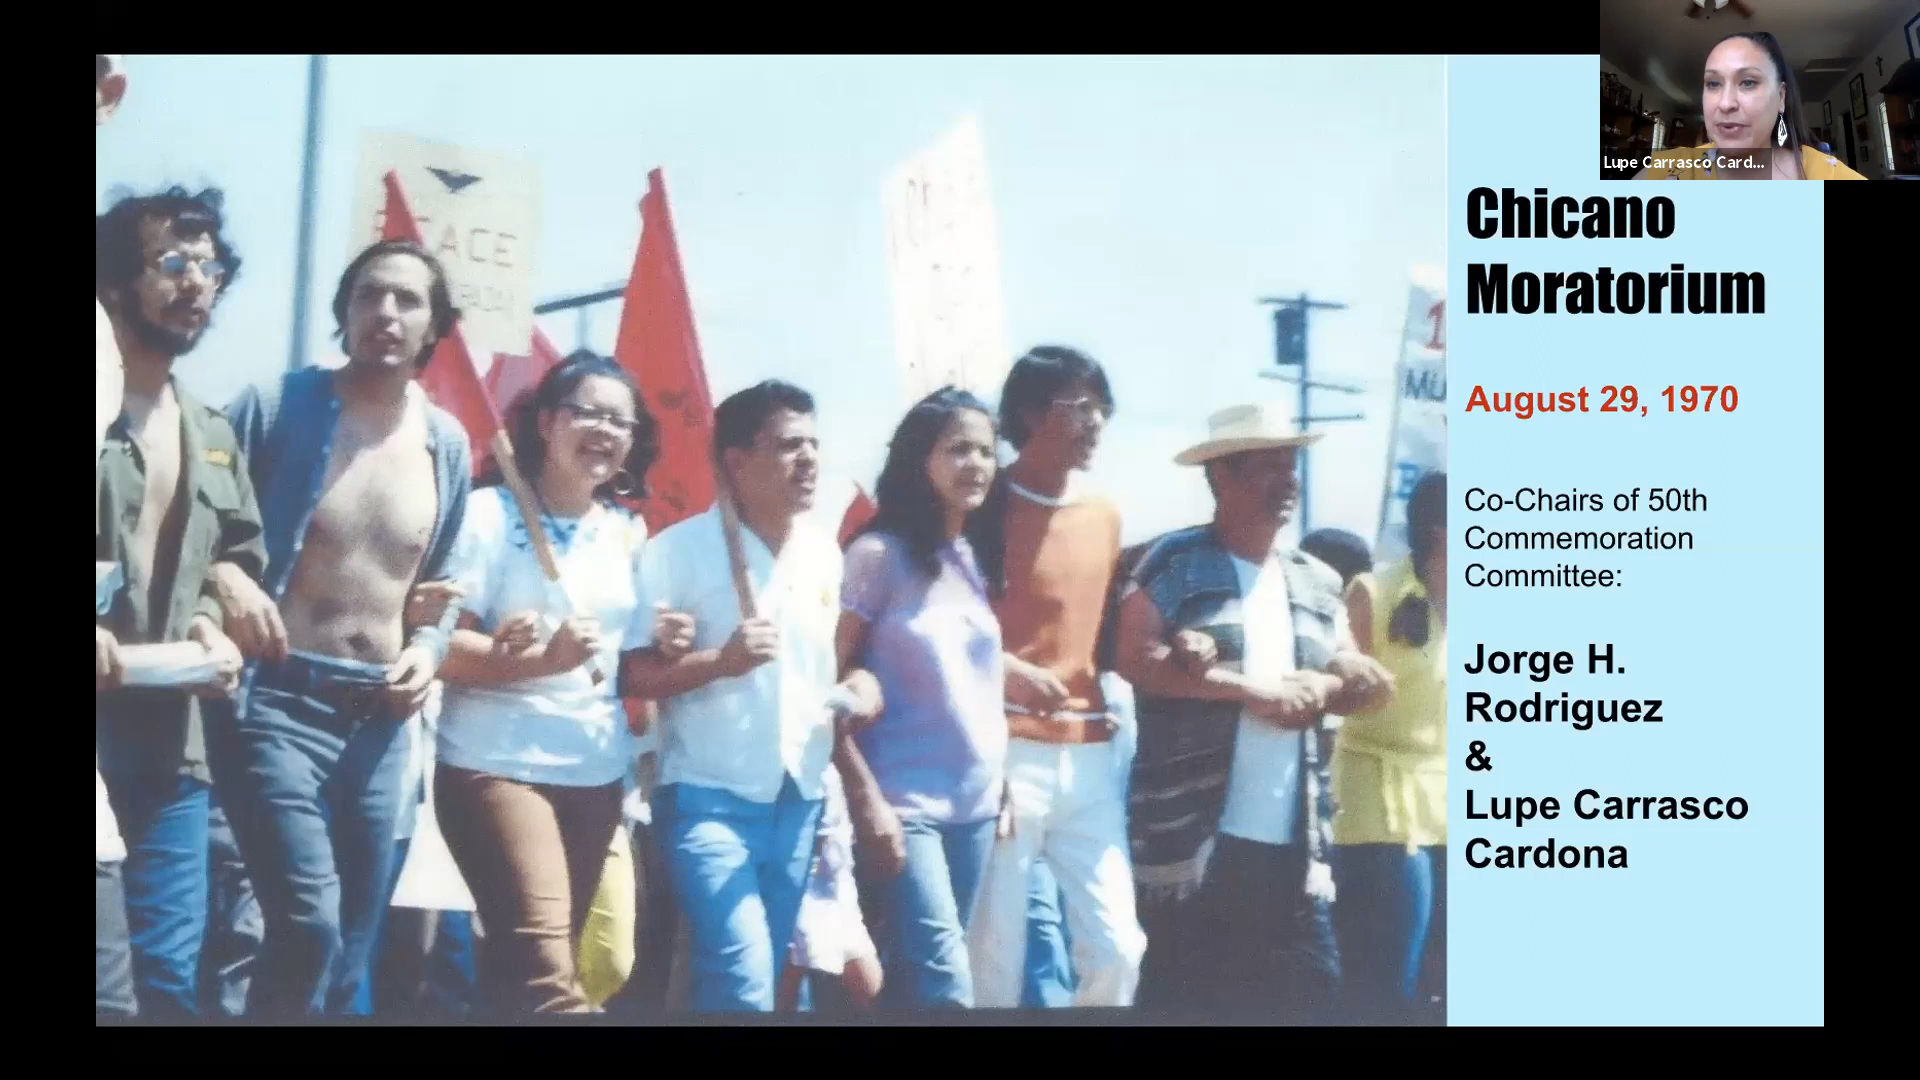 Lupe Carrasco Card...
Chicano
Moratorium
August 29, 1970
Co-Chairs of 50th
Commemoration
Committee:
Jorge H.
Rodriguez
&
Lupe Carrasco
Cardona
PEACE